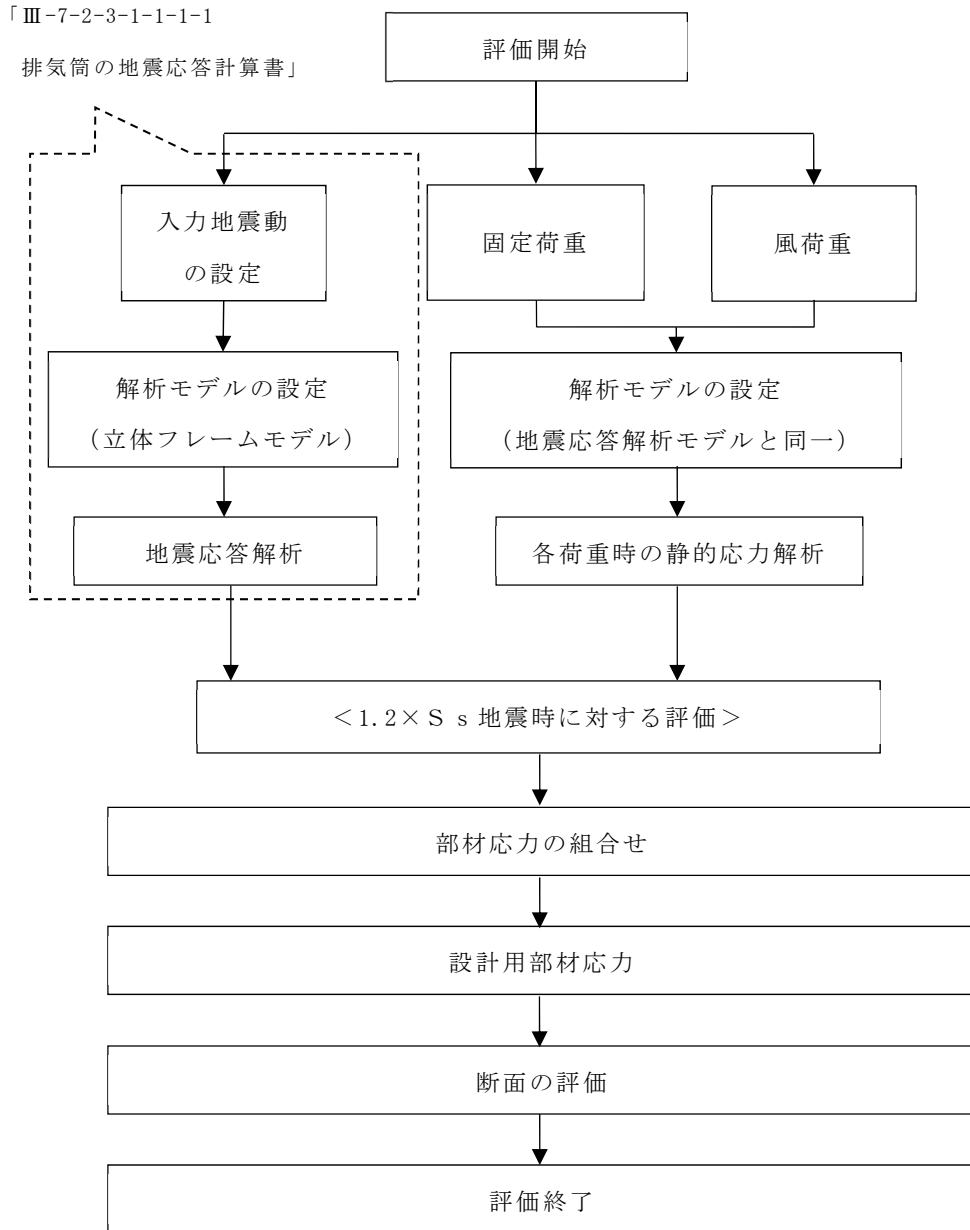 「Ⅲ-7-2-3-1-1-1-1
排気筒の地震応答計算書」
評価開始
入力地震動
の設定
固定荷重
風荷重
解析モデルの設定
(立体フレームモデル)
解析モデルの設定
(地震応答解析モデルと同一)
地震応答解析
各荷重時の静的応力解析
<1.2×Ss地震時に対する評価>
部材応力の組合せ
設計用部材応力
断面の評価
評価終了